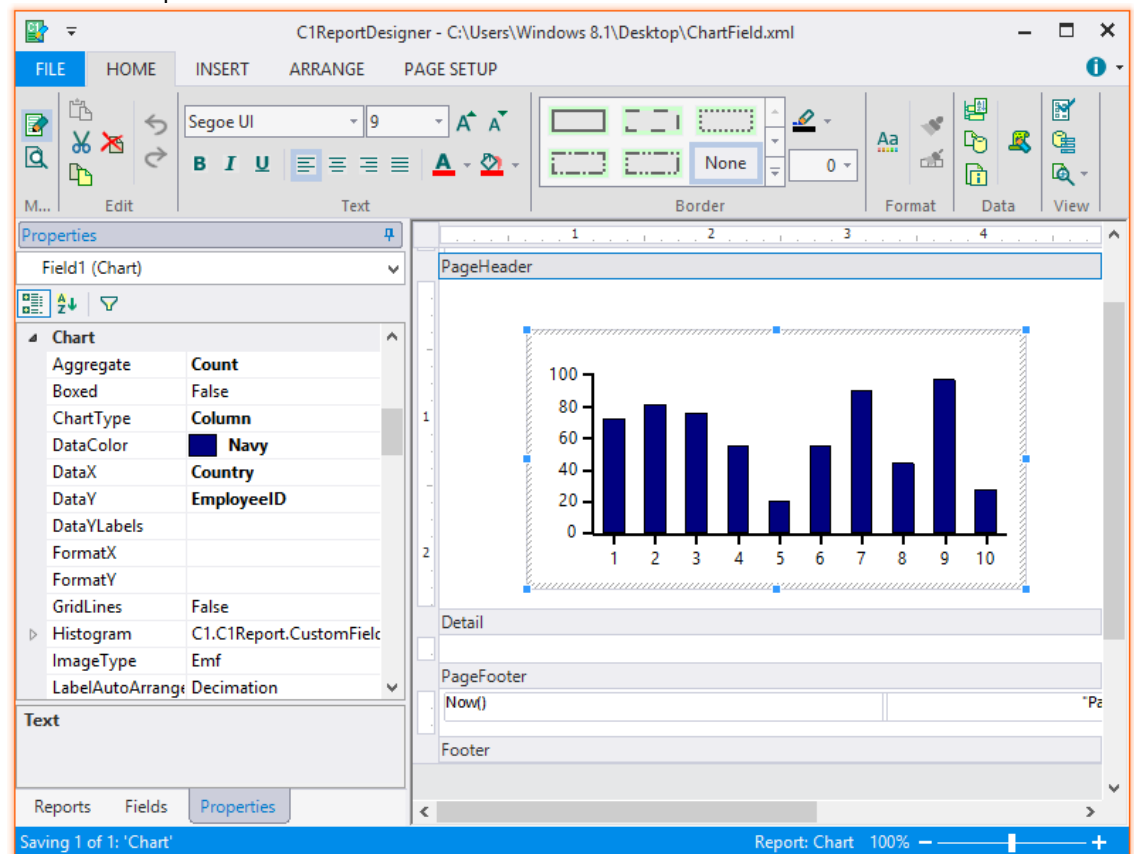 C1ReportDesigner - C:\Users\Windows 8.1\Desktop\ChartField.xml
FILE HOME INSERT ARRANGE PAGE SETUP
Segoe UI 9
B I U A Aa None 0
M... Edit Text Border Format Data View
Properties
Field1 (Chart)
Chart
Aggregate Count
Boxed False
ChartType Column
DataColor Navy
DataX Country
DataY EmployeeID
DataYLabels
FormatX
FormatY
GridLines False
Histogram C1.C1Report.CustomField
ImageType Emf
LabelAutoArrange Decimation
Text
Reports Fields Properties
1 2 3 4
PageHeader
100
80
60
40
20
0
1 2 3 4 5 6 7 8 9 10
1
2
Detail
PageFooter
Now() "Pa
Footer
Saving 1 of 1: 'Chart' Report: Chart 100%